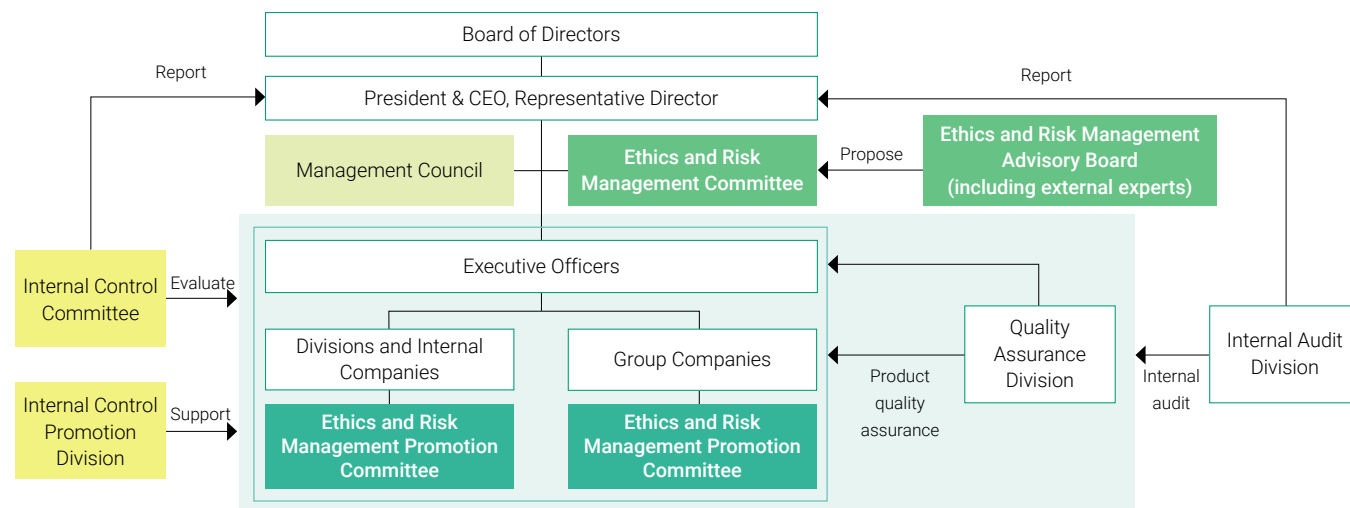 Board of Directors
Report
Report
President & CEO, Representative Director
Management Council
Ethics and Risk
Management Committee
Propose
Ethics and Risk Management
Advisory Board
(including external experts)
Internal Control
Committee
Evaluate
Executive Officers
Divisions and Internal
Companies
Group Companies
Product
quality
assurance
Quality
Assurance
Division
Internal
audit
Internal Audit
Division
Internal Control
Promotion
Division
Support
Ethics and Risk
Management Promotion
Committee
Ethics and Risk
Management Promotion
Committee